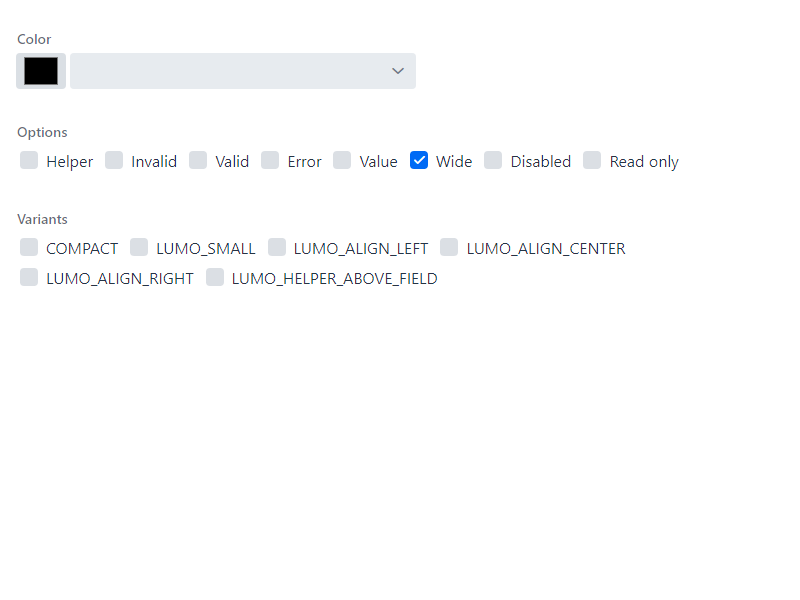 Color
Options
Helper Invalid Valid Error Value Wide Disabled Read only
Variants
COMPACT LUMO_SMALL LUMO_ALIGN_LEFT LUMO_ALIGN_CENTER
LUMO_ALIGN_RIGHT LUMO_HELPER_ABOVE_FIELD